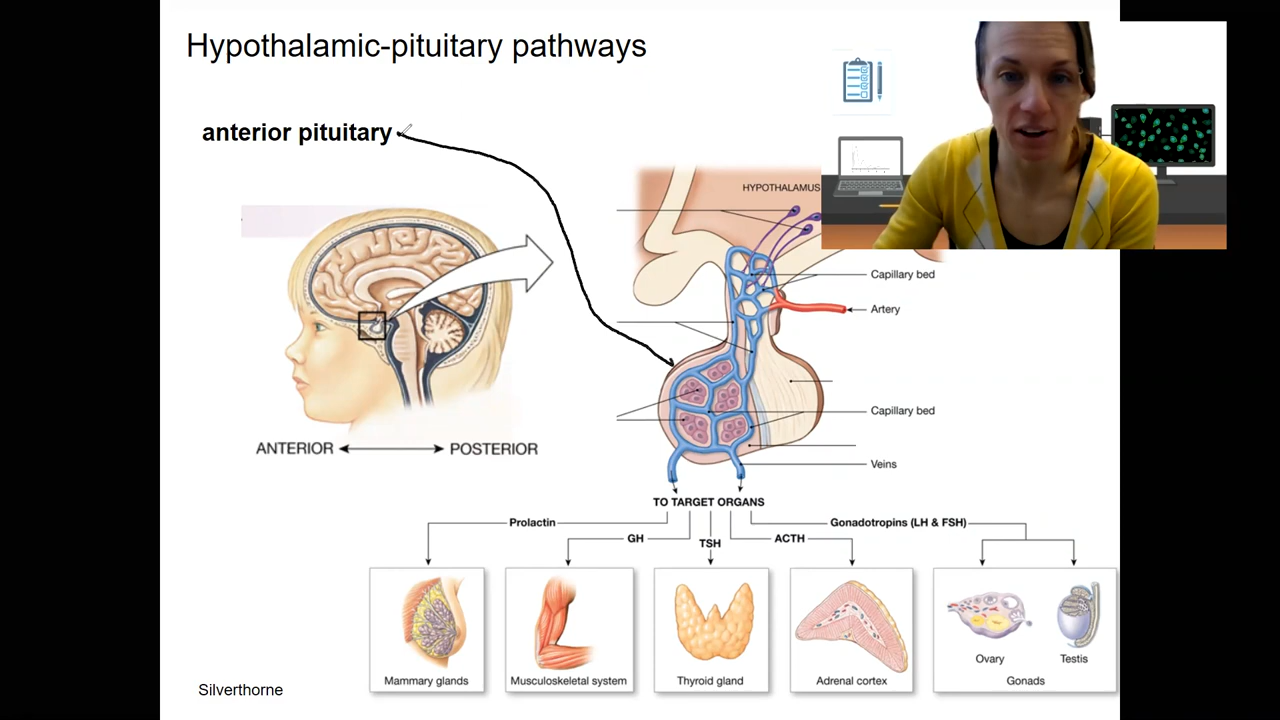 Hypothalamic-pituitary pathways
anterior pituitary
HYPOTHALAMUS
Capillary bed
Artery
ANTERIOR
POSTERIOR
Capillary bed
Veins
TO TARGET ORGANS
Prolactin
Gonadotropins (LH & FSH)
GH
TSH
ACTH
Ovary
Testis
Mammary glands
Musculoskeletal system
Thyroid gland
Adrenal cortex
Gonads
Silverthorne